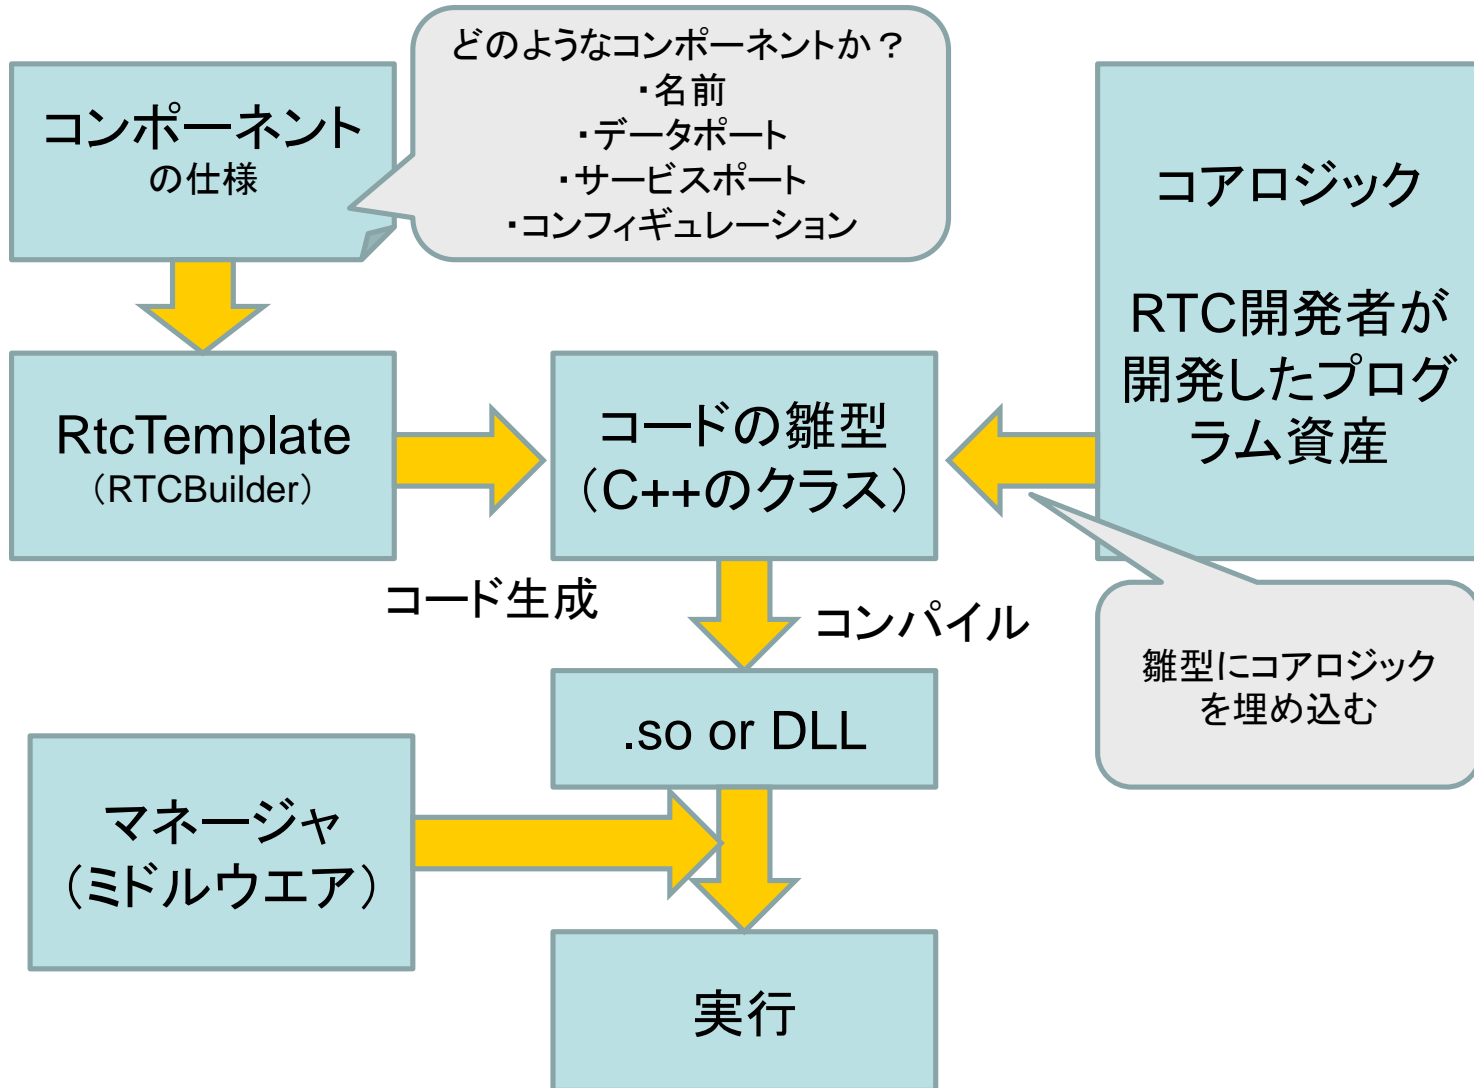 どのようなコンポーネントか？
・名前
・データポート
・サービスポート
・コンフィギュレーション
コンポーネント
の仕様
コアロジック
RTC開発者が
開発したプログ
ラム資産
RtcTemplate
（RTCBuilder）
コードの雛型
（C++のクラス）
コード生成
コンパイル
雛型にコアロジック
を埋め込む
.so or DLL
マネージャ
（ミドルウエア）
実行